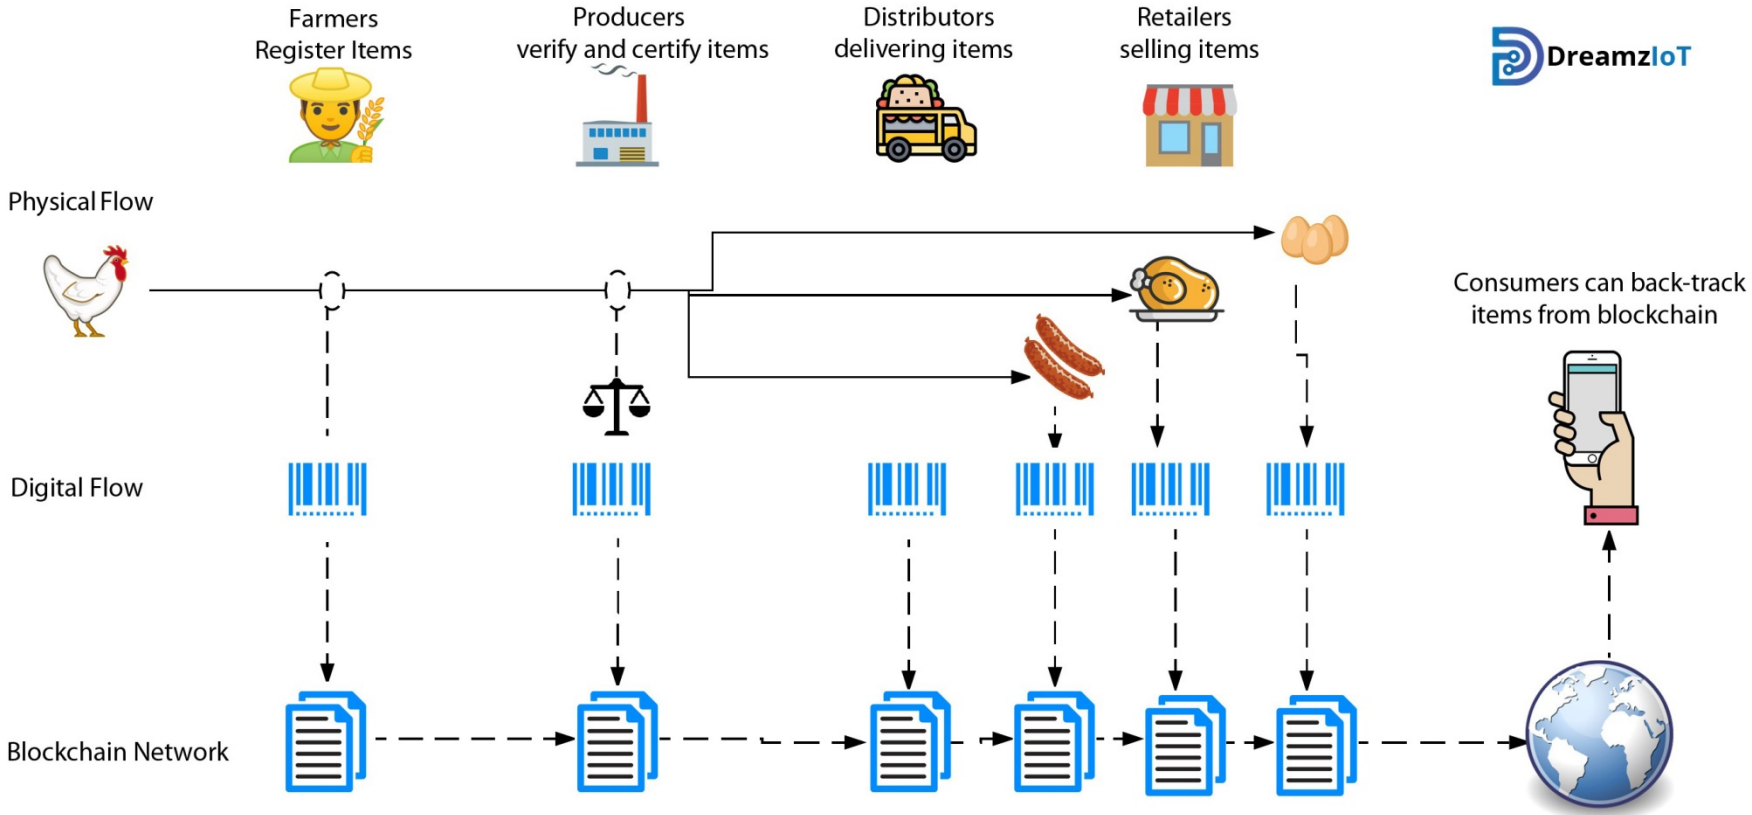 Farmers
Register Items
Producers
verify and certify items
Distributors
delivering items
Retailers
selling items
DreamzIoT
Physical Flow
Consumers can back-track
items from blockchain
Digital Flow
Blockchain Network